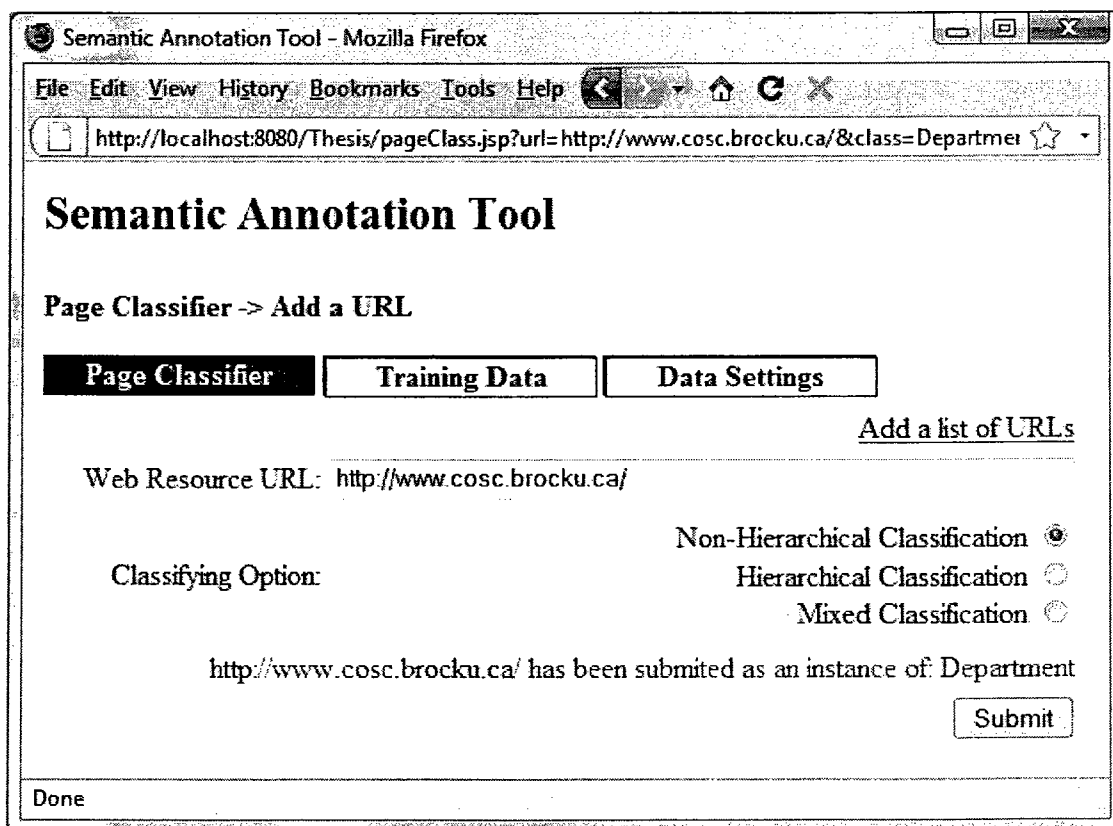 Semantic Annotation Tool - Mozilla Firefox
File Edit View History Bookmarks Tools Help
http://localhost:8080/Thesis/pageClass.jsp?url=http://www.cosc.brocku.ca/&class=Departmer
Semantic Annotation Tool
Page Classifier -> Add a URL
Page Classifier Training Data Data Settings
Add a list of URLs
Web Resource URL: http://www.cosc.brocku.ca/
Non-Hierarchical Classification
Classifying Option: Hierarchical Classification
Mixed Classification
http://www.cosc.brocku.ca/ has been submited as an instance of: Department
Submit
Done